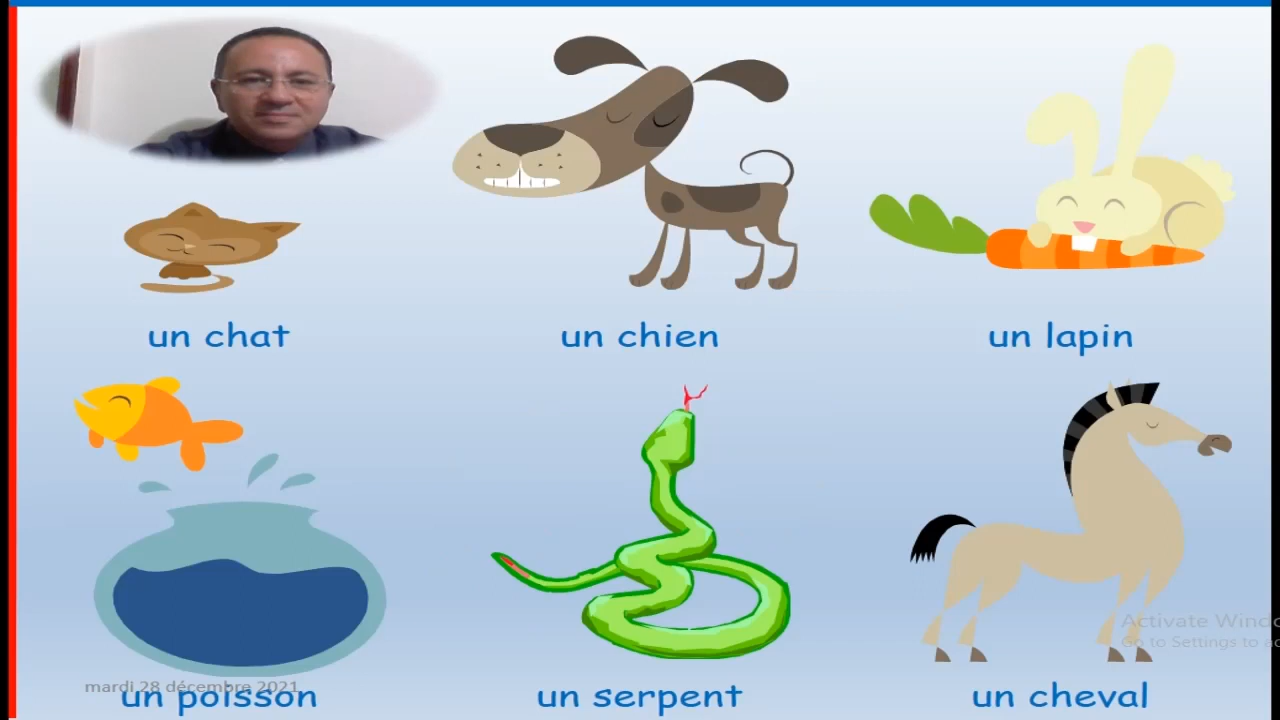 un chat
un chien
un lapin
Activate Windo
Go to Settings to ac
mardi 28 décembre 2021
un poisson
un serpent
un cheval